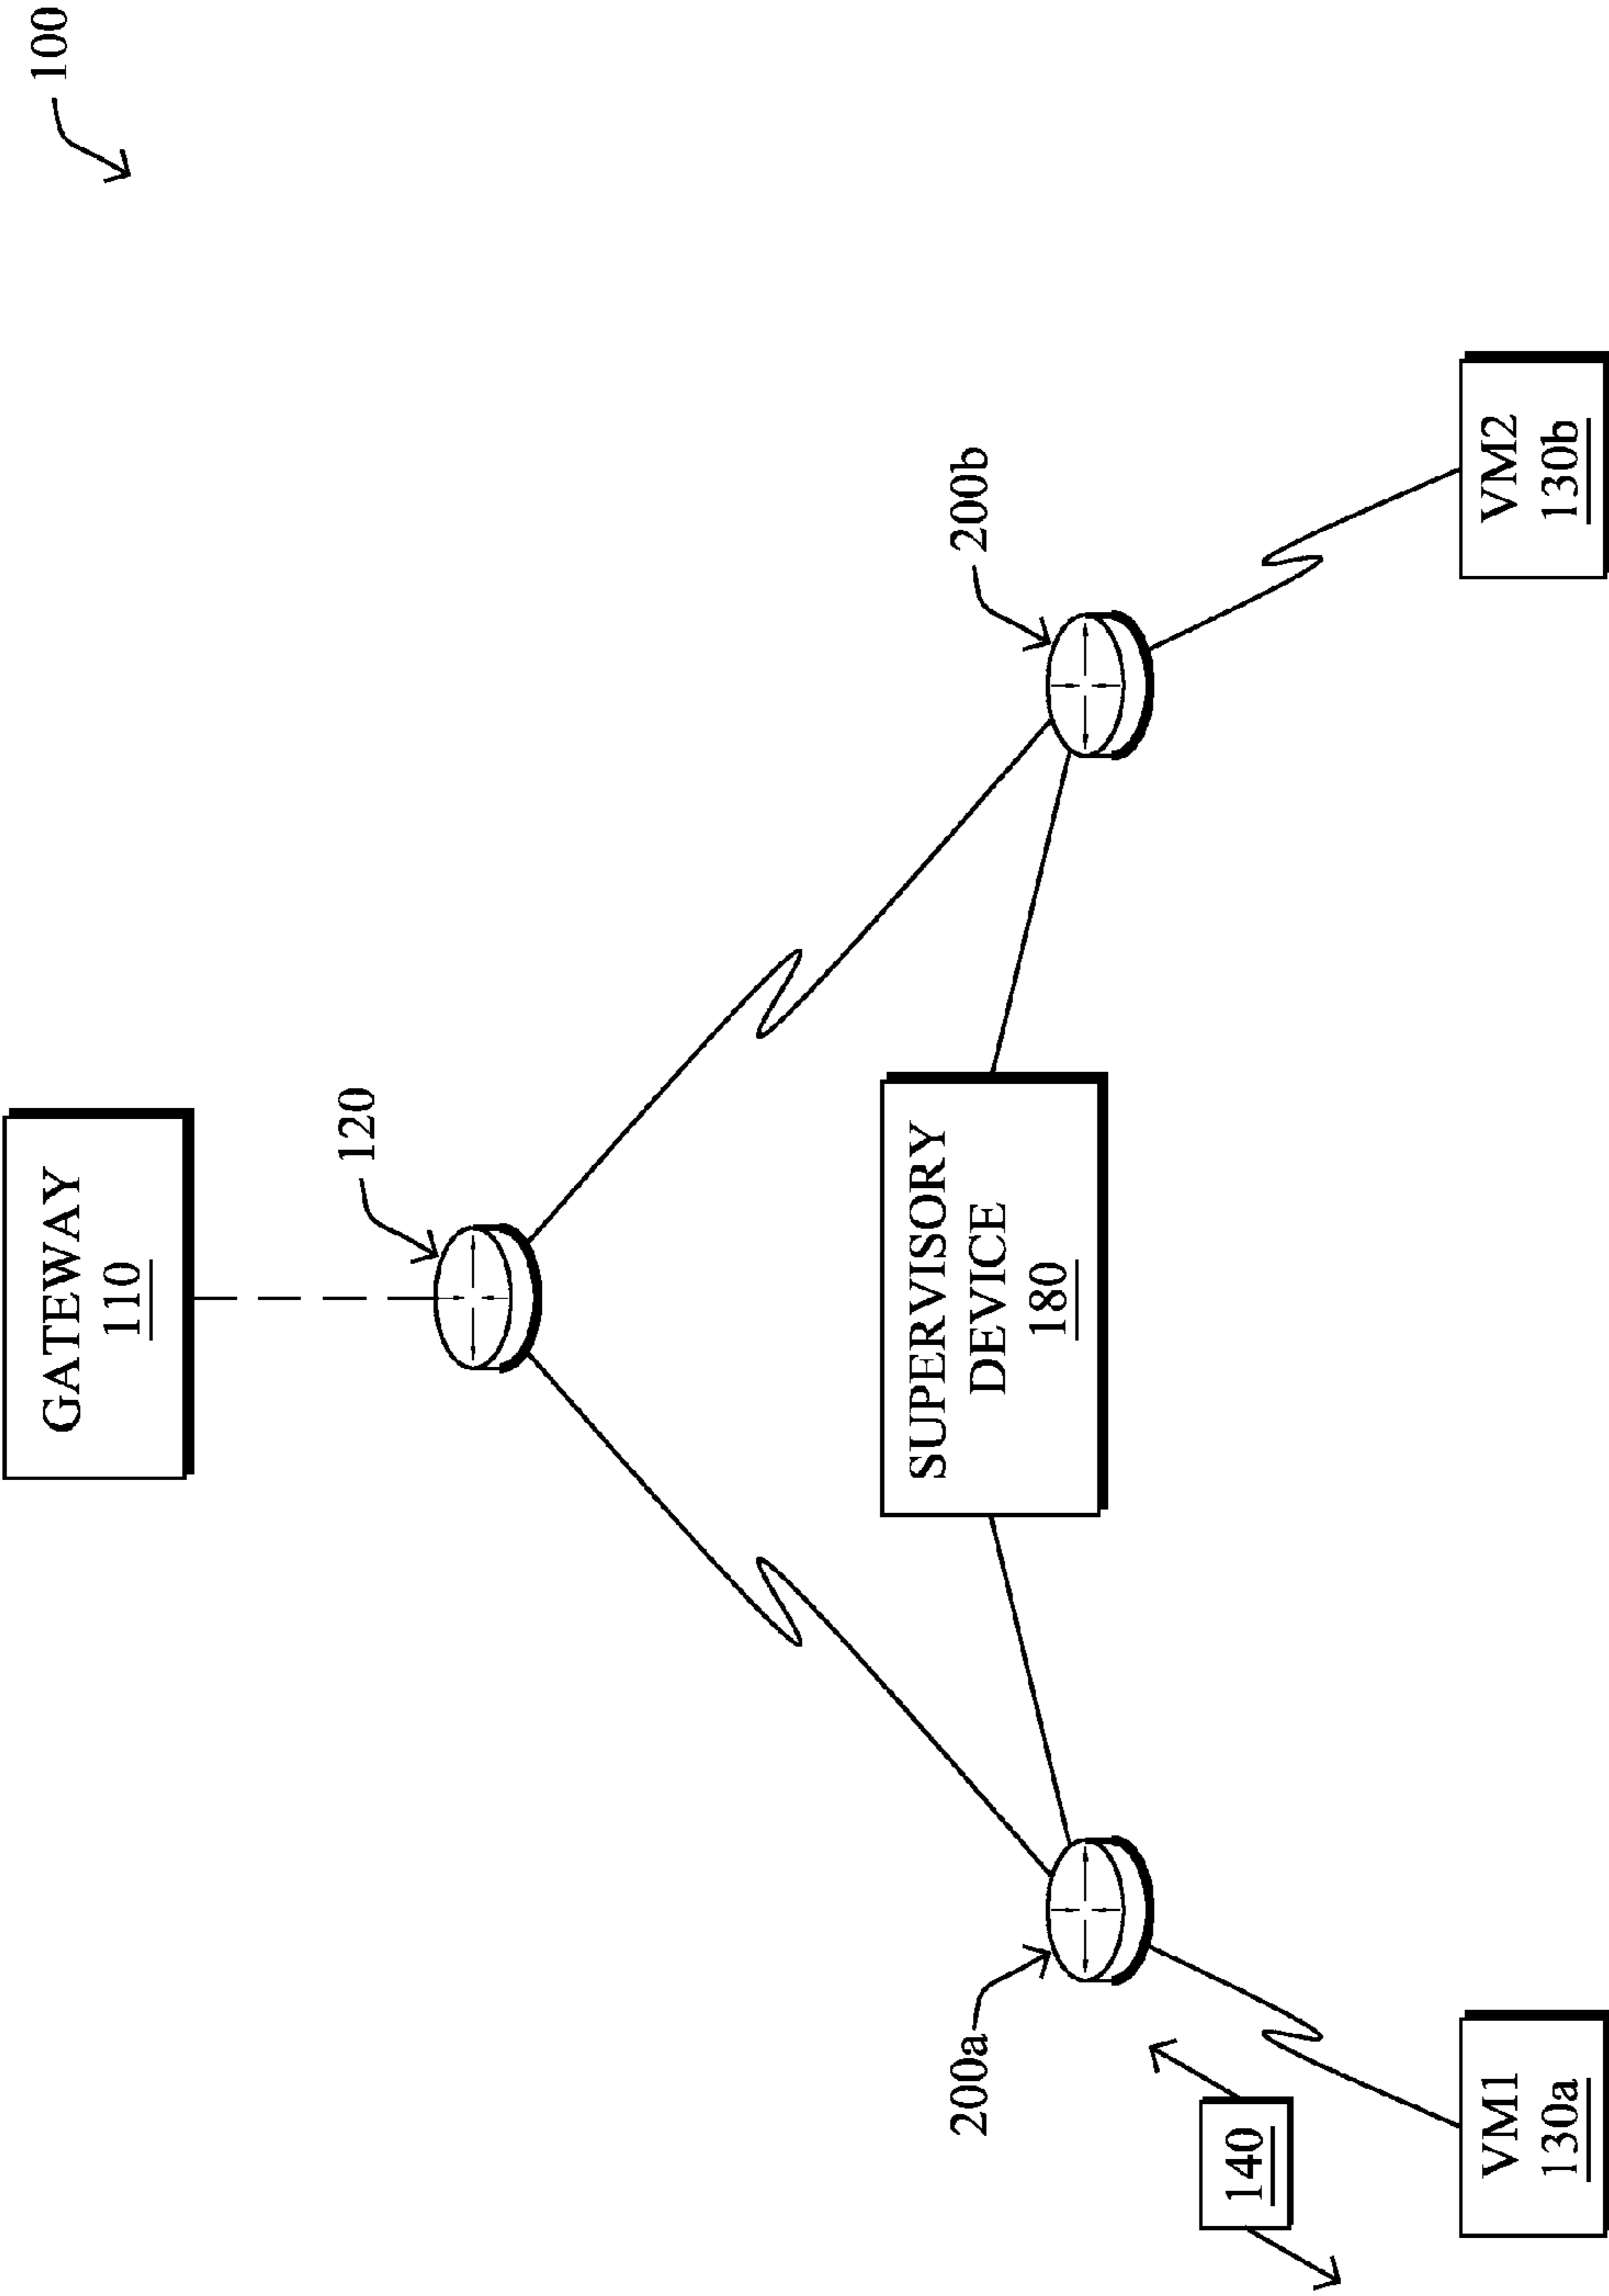 100
GATEWAY
110
120
SUPERVISORY
DEVICE
180
200a
200b
140
VM1
130a
VM2
130b